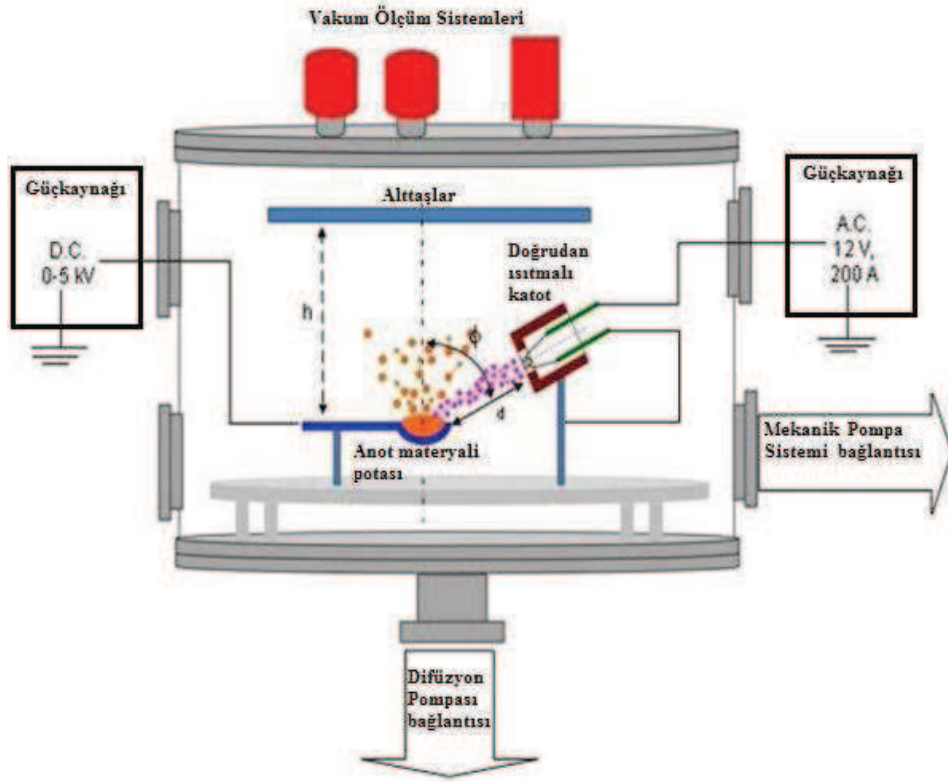 Vakum Ölçüm Sistemleri
Güçkaynağı
D.C.
0-5 kV
Alttaşlar
Doğrudan
ısıtmalı
katot
Güçkaynağı
A.C.
12 V,
200 A
h
ϕ
d
Anot materyali
potası
Mekanik Pompa
Sistemi bağlantısı
Difüzyon
Pompası
bağlantısı